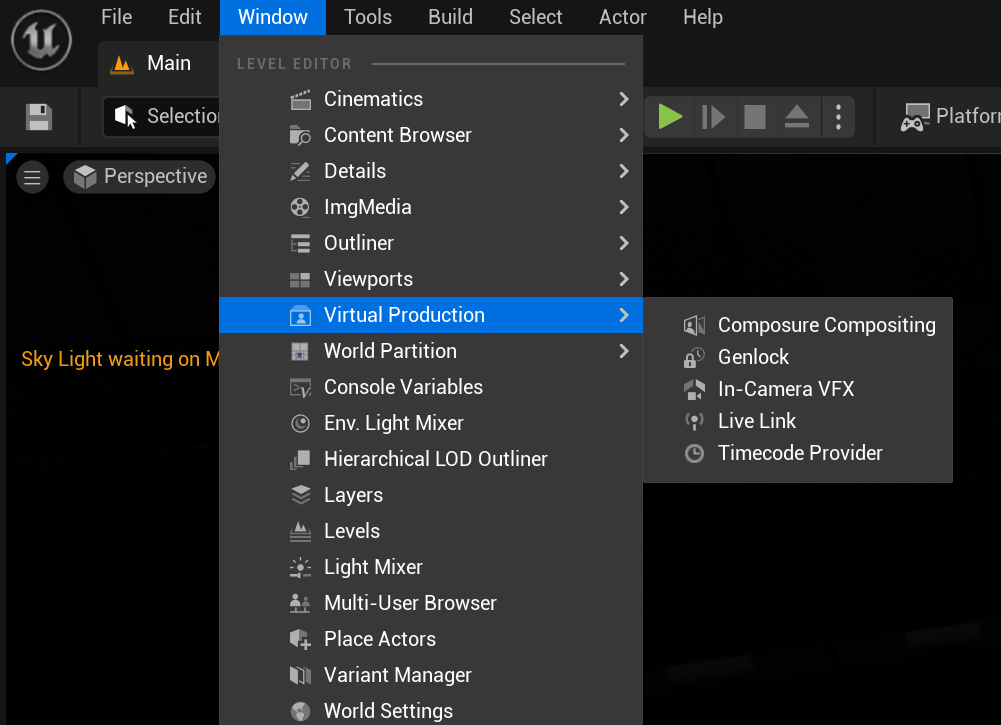 File Edit Window Tools Build Select Actor Help
Main
Perspective
LEVEL EDITOR
Cinematics
Content Browser
Details
ImgMedia
Outliner
Viewports
Virtual Production
World Partition
Console Variables
Env. Light Mixer
Hierarchical LOD Outliner
Layers
Levels
Light Mixer
Multi-User Browser
Place Actors
Variant Manager
World Settings
Composure Compositing
Genlock
In-Camera VFX
Live Link
Timecode Provider
Sky Light waiting on